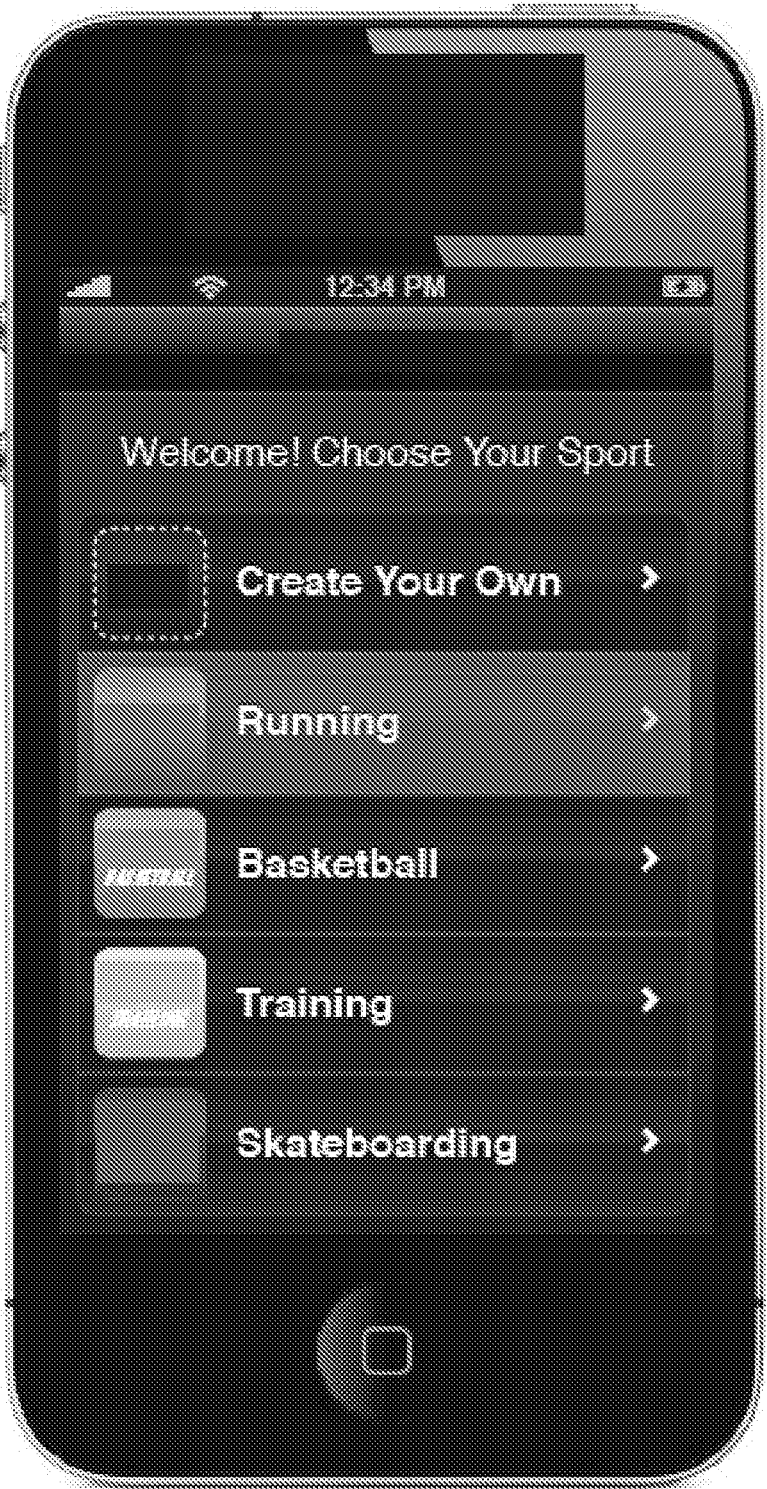 12:34 PM
Welcome! Choose Your Sport
Create Your Own
Running
Basketball
Training
Skateboarding